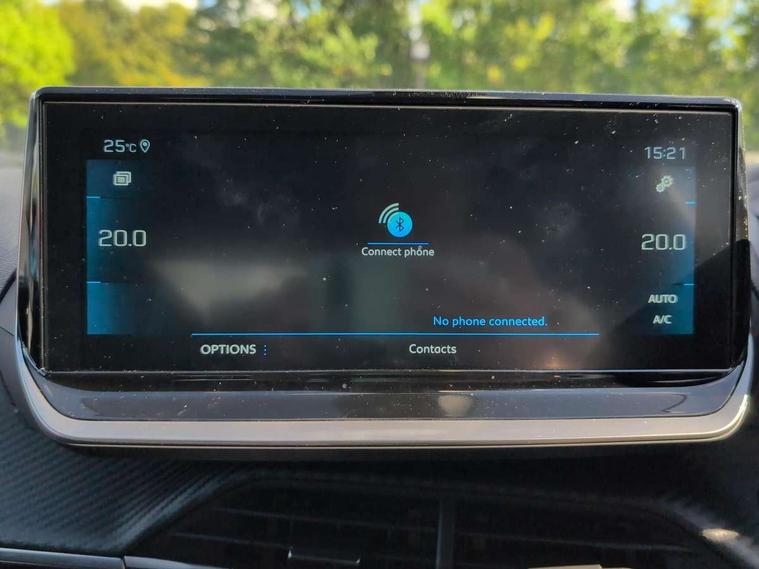 25°C
15:21
20.0
Connect phone
20.0
AUTO
A/C
No phone connected.
OPTIONS
Contacts